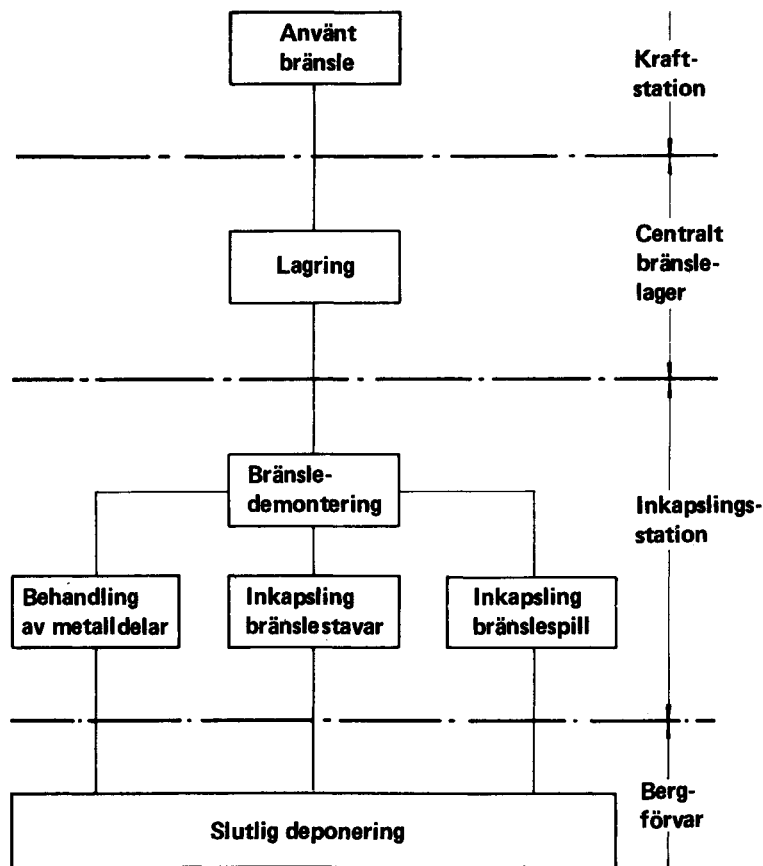 Använt
bränsle
Kraft-
station
Lagring
Centralt
bränsle-
lager
Bränsle-
demontering
Inkapslings-
station
Behandling
av metalldelar
Inkapsling
bränslestavar
Inkapsling
bränslespill
Slutlig deponering
Berg-
förvar